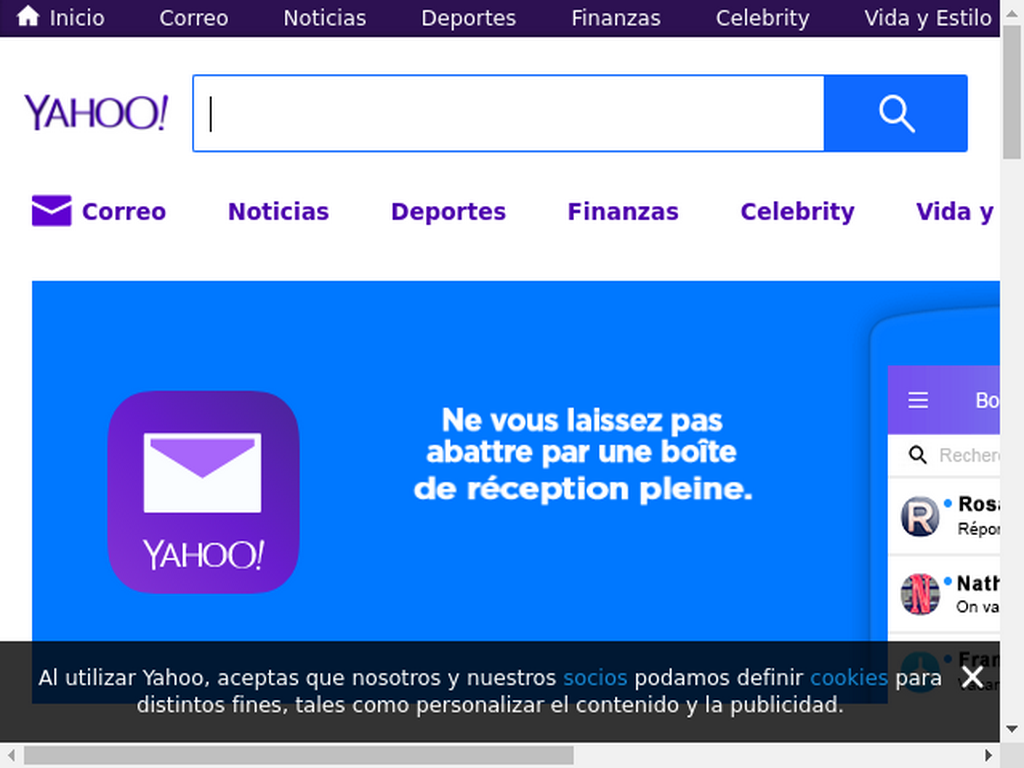 Inicio Correo Noticias Deportes Finanzas Celebrity Vida y Estilo
YAHOO!
Correo Noticias Deportes Finanzas Celebrity Vida y
Ne vous laissez pas
abattre par une boîte
de réception pleine.
YAHOO!
Bo
Recher
R
Rosa
Répon
N
Nath
On va
Fran
Al utilizar Yahoo, aceptas que nosotros y nuestros socios podamos definir cookies para
distintos fines, tales como personalizar el contenido y la publicidad.